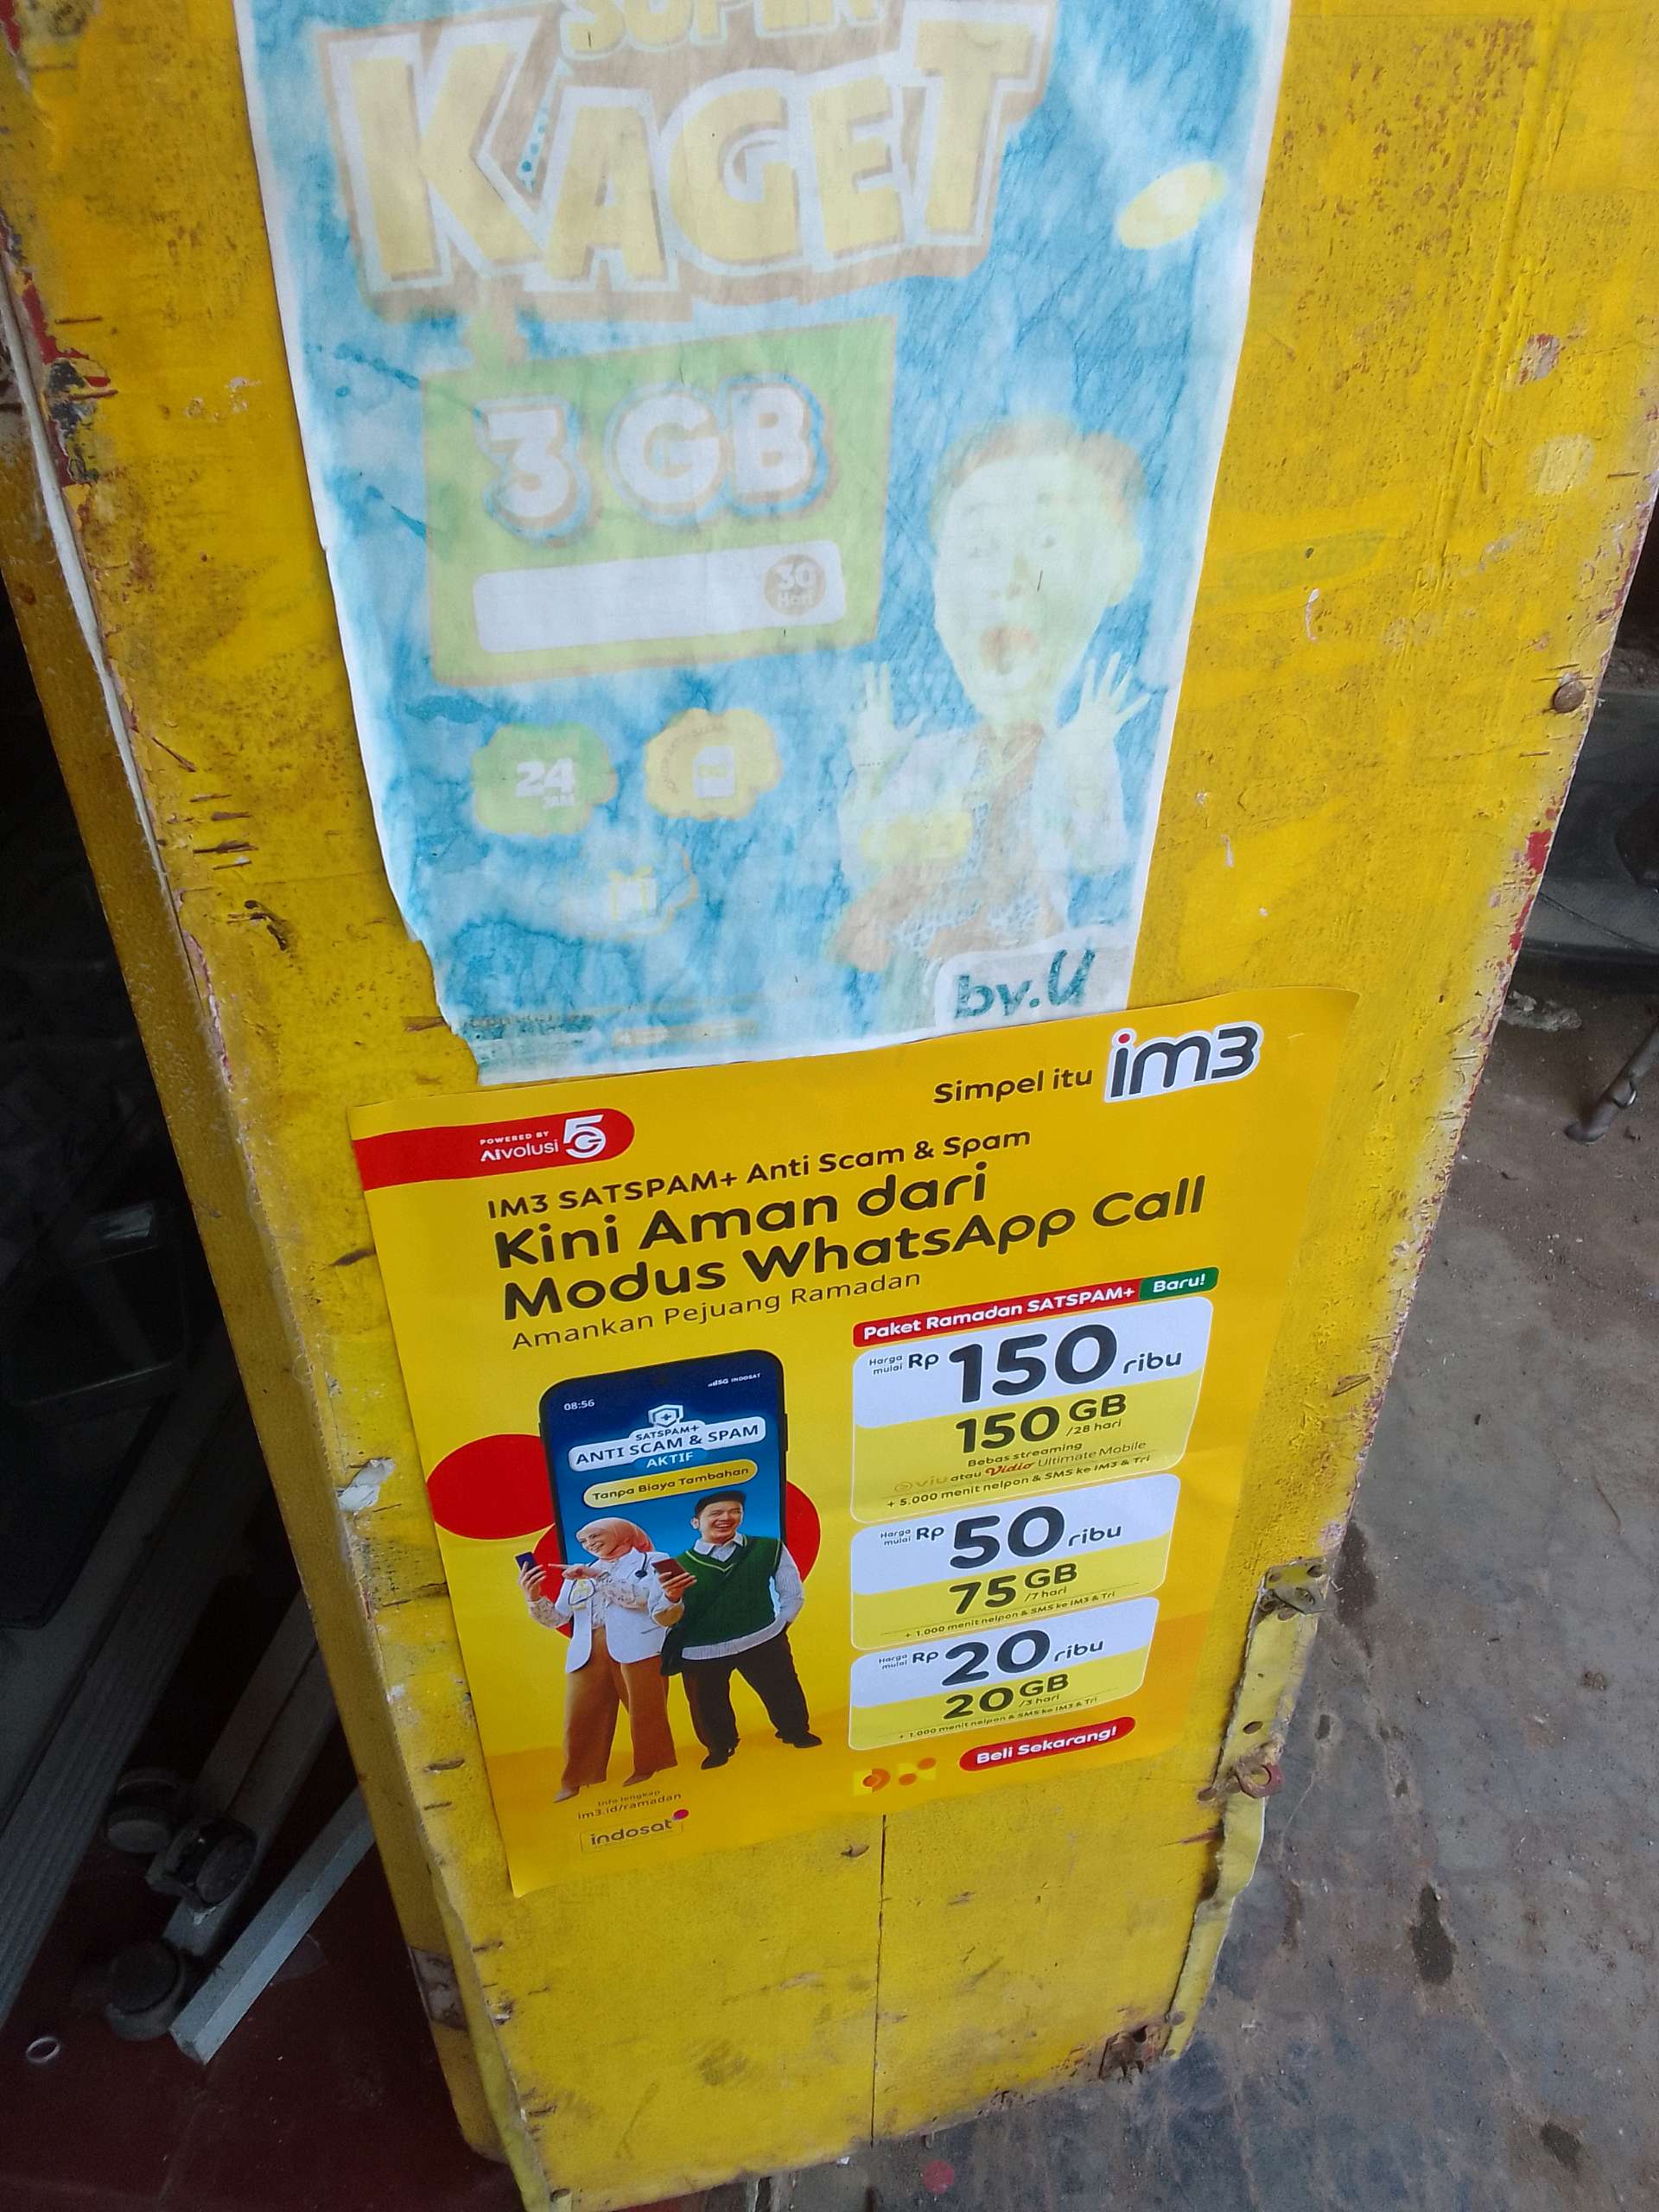 SUPER
KAGET
3 GB
30
Hari
24
JAM
by.U
Simpel itu im3
POWERED BY
AIvolusi 5G
IM3 SATSPAM+ Anti Scam & Spam
Kini Aman dari
Modus WhatsApp Call
Amankan Pejuang Ramadan
Paket Ramadan SATSPAM+ Baru!
Harga mulai Rp 150 ribu
150 GB /28 hari
Bebas streaming
viu atau Vidio Ultimate Mobile
+ 5.000 menit nelpon & SMS ke IM3 & Tri
Harga mulai Rp 50 ribu
75 GB /7 hari
+ 1.000 menit nelpon & SMS ke IM3 & Tri
Harga mulai Rp 20 ribu
20 GB /3 hari
+ 1.000 menit nelpon & SMS ke IM3 & Tri
Beli Sekarang!
08:56
5G INDOSAT
SATSPAM+
ANTI SCAM & SPAM
AKTIF
Tanpa Biaya Tambahan
Info lengkap
im3.id/ramadan
indosat